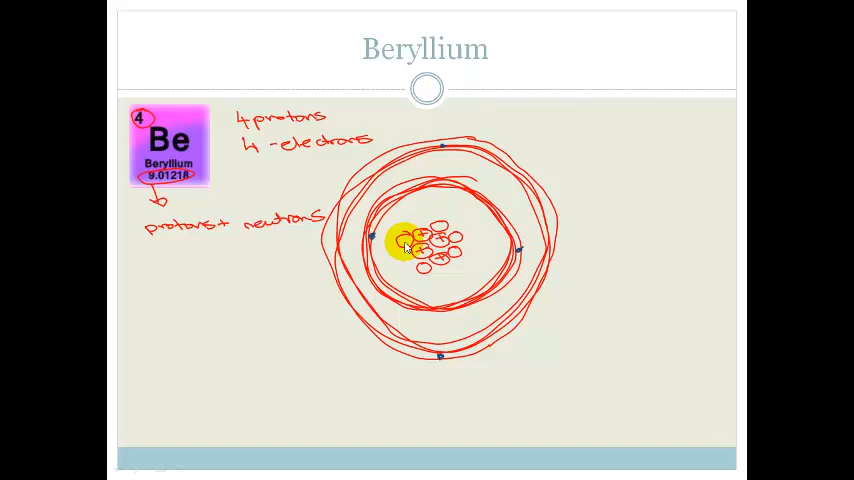 Beryllium
4
Be
Beryllium
9.01218
4 protons
4 - electrons
protons + neutrons
+
+
+
+